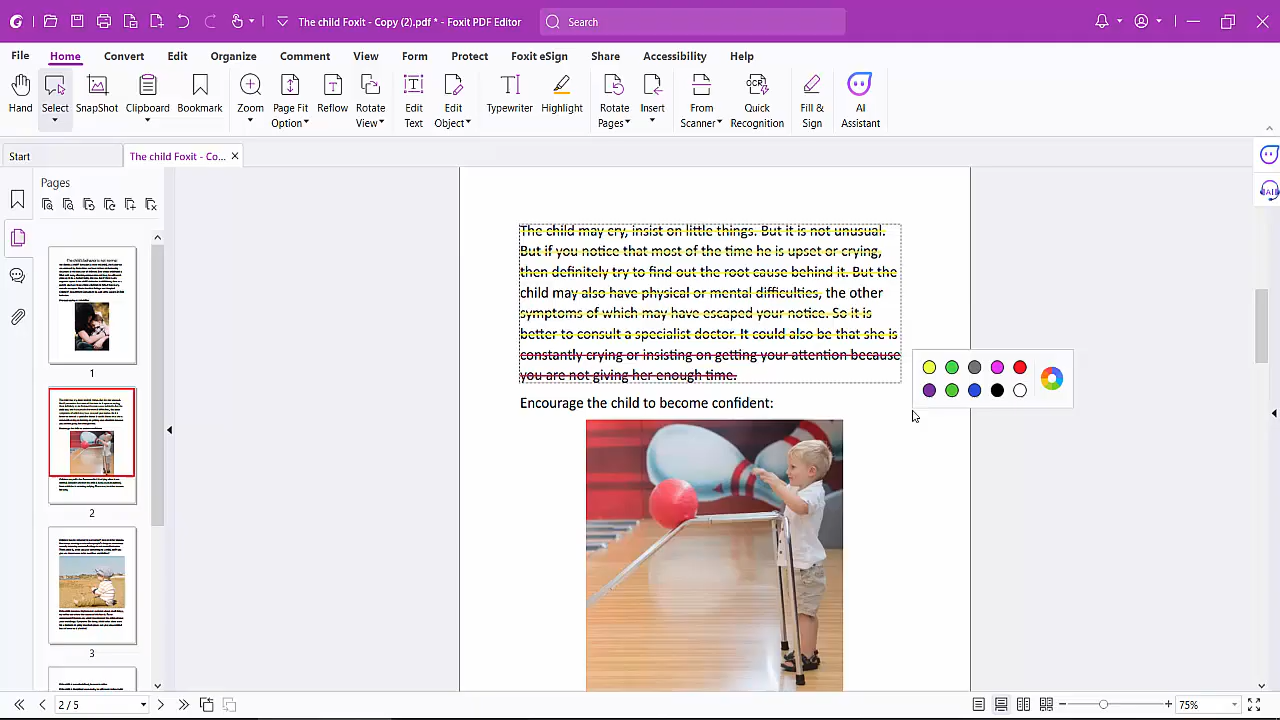 The child Foxit - Copy (2).pdf * - Foxit PDF Editor
Search
File Home Convert Edit Organize Comment View Form Protect Foxit eSign Share Accessibility Help
Hand Select SnapShot Clipboard Bookmark Zoom Page Fit Option Reflow Rotate View Edit Text Edit Object Typewriter Highlight Rotate Pages Insert From Scanner Quick Recognition Fill & Sign AI Assistant
Start
The child Foxit - Co...
Pages
The child may cry, insist on little things. But it is not unusual.
But if you notice that most of the time he is upset or crying,
then definitely try to find out the root cause behind it. But the
child may also have physical or mental difficulties, the other
symptoms of which may have escaped your notice. So it is
better to consult a specialist doctor. It could also be that she is
constantly crying or insisting on getting your attention because
you are not giving her enough time.
Encourage the child to become confident:
1
2
3
2 / 5
75%